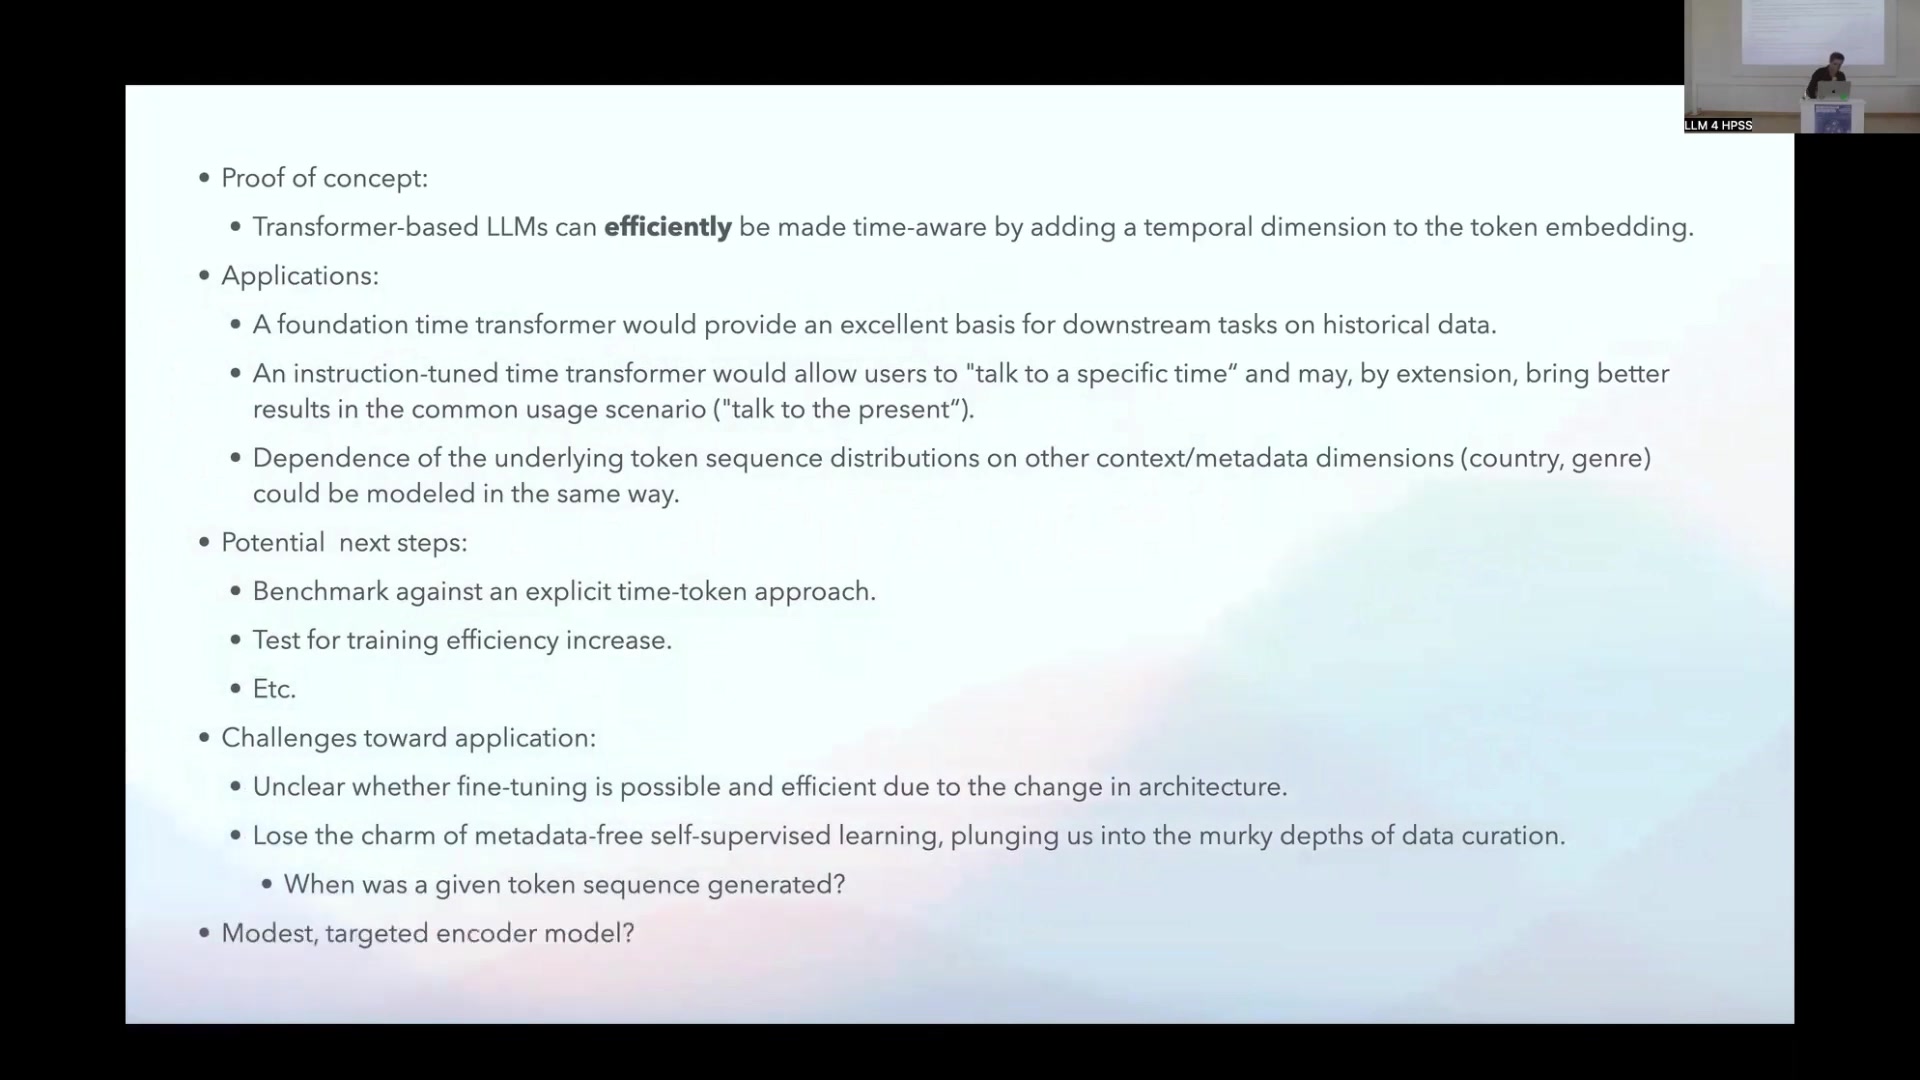 LLM 4 HPSS
• Proof of concept:
• Transformer-based LLMs can efficiently be made time-aware by adding a temporal dimension to the token embedding.
• Applications:
• A foundation time transformer would provide an excellent basis for downstream tasks on historical data.
• An instruction-tuned time transformer would allow users to "talk to a specific time“ and may, by extension, bring better
results in the common usage scenario ("talk to the present“).
• Dependence of the underlying token sequence distributions on other context/metadata dimensions (country, genre)
could be modeled in the same way.
• Potential  next steps:
• Benchmark against an explicit time-token approach.
• Test for training efficiency increase.
• Etc.
• Challenges toward application:
• Unclear whether fine-tuning is possible and efficient due to the change in architecture.
• Lose the charm of metadata-free self-supervised learning, plunging us into the murky depths of data curation.
• When was a given token sequence generated?
• Modest, targeted encoder model?